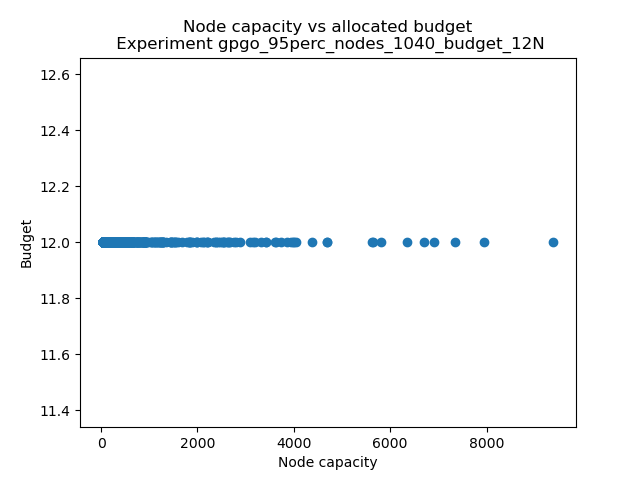 Node capacity vs allocated budget
Experiment gpgo_95perc_nodes_1040_budget_12N
12.6
12.4
12.2
12.0
11.8
11.6
11.4
Budget
0 2000 4000 6000 8000
Node capacity